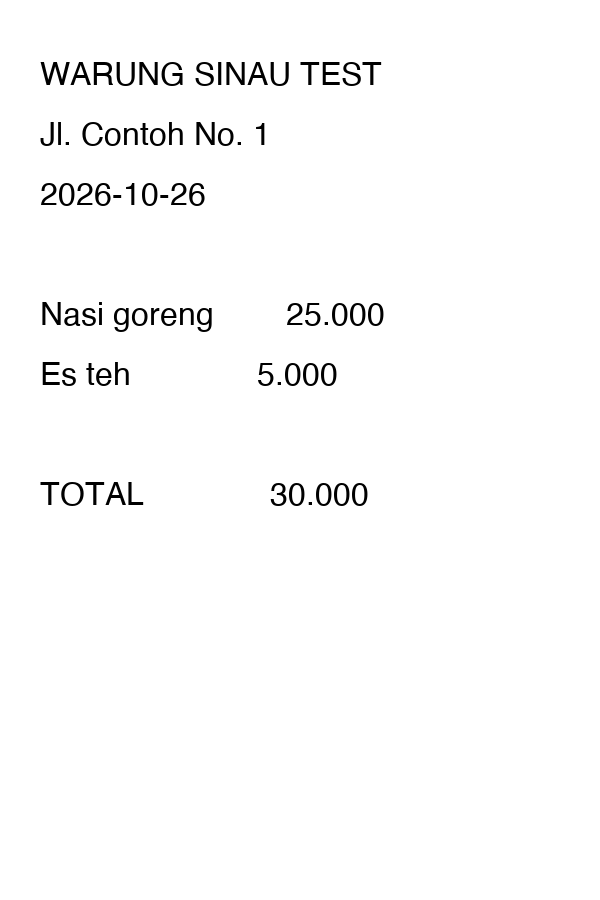 WARUNG SINAU TEST
Jl. Contoh No. 1
2026-10-26
Nasi goreng 25.000
Es teh 5.000
TOTAL 30.000